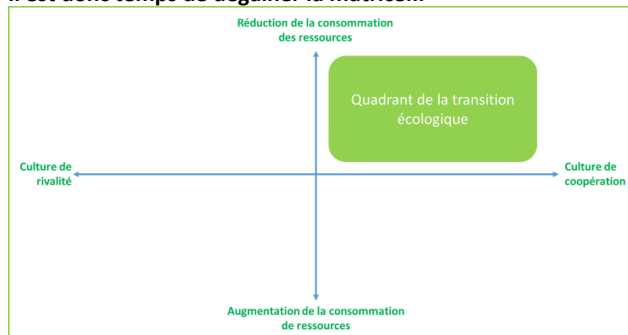 Il est donc temps de dégainer la matrice...
Réduction de la consommation
des ressources
Quadrant de la transition
écologique
Culture de
rivalité
Culture de
coopération
Augmentation de la consommation
de ressources